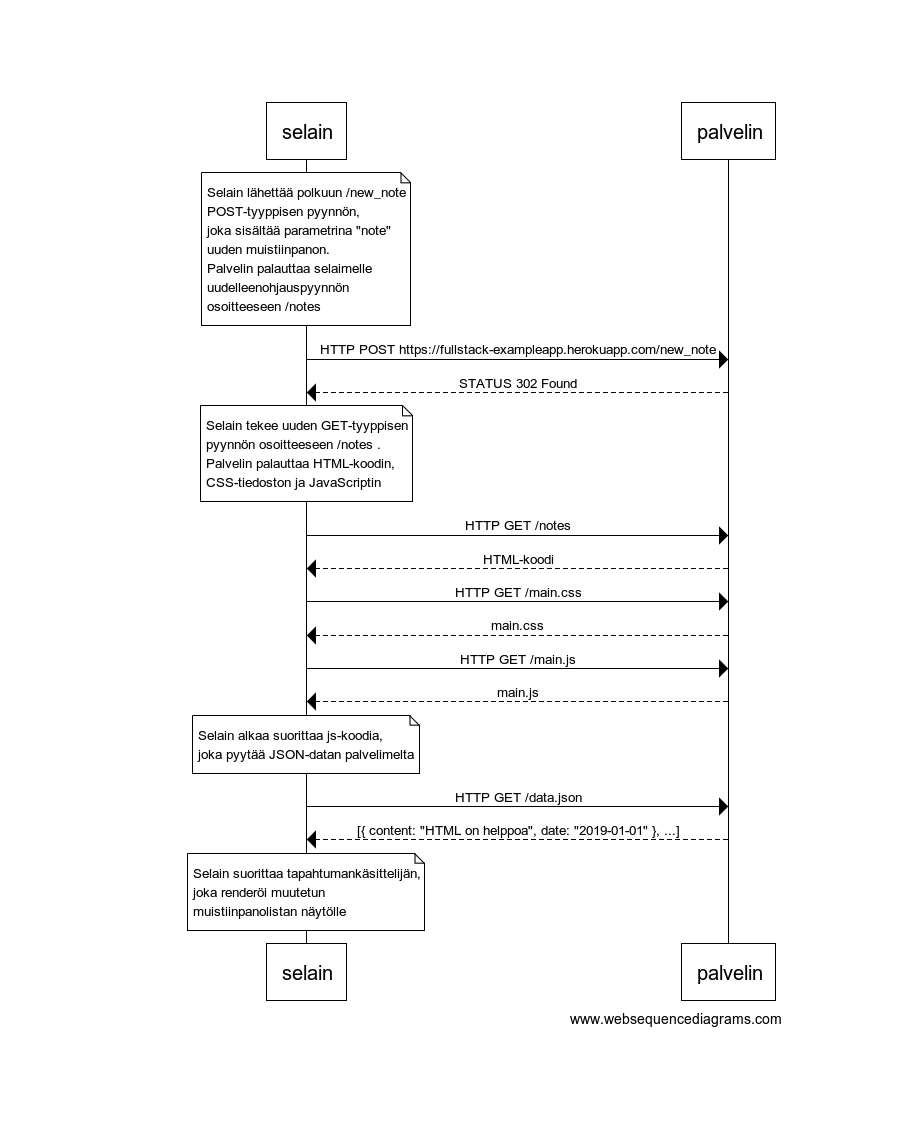 selain
palvelin
Selain lähettää polkuun /new_note
POST-tyyppisen pyynnön,
joka sisältää parametrina "note"
uuden muistiinpanon.
Palvelin palauttaa selaimelle
uudelleenohjauspyynnön
osoitteeseen /notes
HTTP POST https://fullstack-exampleapp.herokuapp.com/new_note
STATUS 302 Found
Selain tekee uuden GET-tyyppisen
pyynnön osoitteeseen /notes .
Palvelin palauttaa HTML-koodin,
CSS-tiedoston ja JavaScriptin
HTTP GET /notes
HTML-koodi
HTTP GET /main.css
main.css
HTTP GET /main.js
main.js
Selain alkaa suorittaa js-koodia,
joka pyytää JSON-datan palvelimelta
HTTP GET /data.json
[{ content: "HTML on helppoa", date: "2019-01-01" }, ...]
Selain suorittaa tapahtumankäsittelijän,
joka renderöi muutetun
muistiinpanolistan näytölle
selain
palvelin
www.websequencediagrams.com